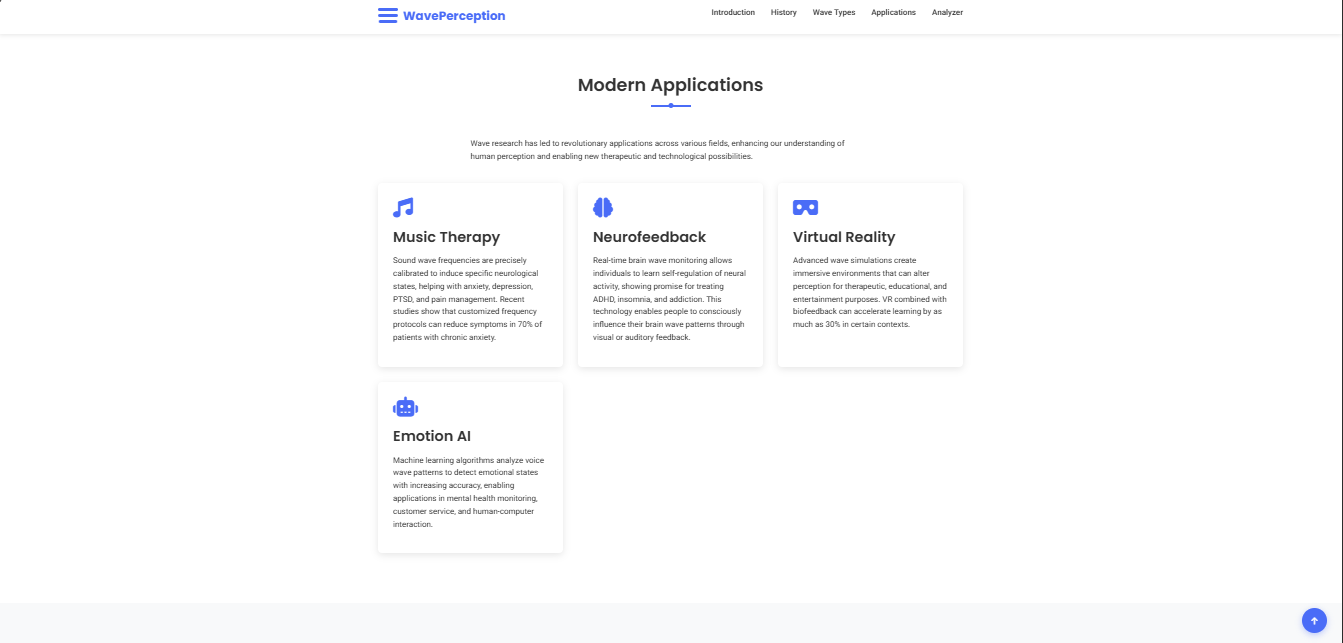 WavePerception
Introduction History Wave Types Applications Analyzer
Modern Applications
Wave research has led to revolutionary applications across various fields, enhancing our understanding of
human perception and enabling new therapeutic and technological possibilities.
Music Therapy
Sound wave frequencies are precisely
calibrated to induce specific neurological
states, helping with anxiety, depression,
PTSD, and pain management. Recent
studies show that customized frequency
protocols can reduce symptoms in 70% of
patients with chronic anxiety.
Neurofeedback
Real-time brain wave monitoring allows
individuals to learn self-regulation of neural
activity, showing promise for treating
ADHD, insomnia, and addiction. This
technology enables people to consciously
influence their brain wave patterns through
visual or auditory feedback.
Virtual Reality
Advanced wave simulations create
immersive environments that can alter
perception for therapeutic, educational, and
entertainment purposes. VR combined with
biofeedback can accelerate learning by as
much as 30% in certain contexts.
Emotion AI
Machine learning algorithms analyze voice
wave patterns to detect emotional states
with increasing accuracy, enabling
applications in mental health monitoring,
customer service, and human-computer
interaction.